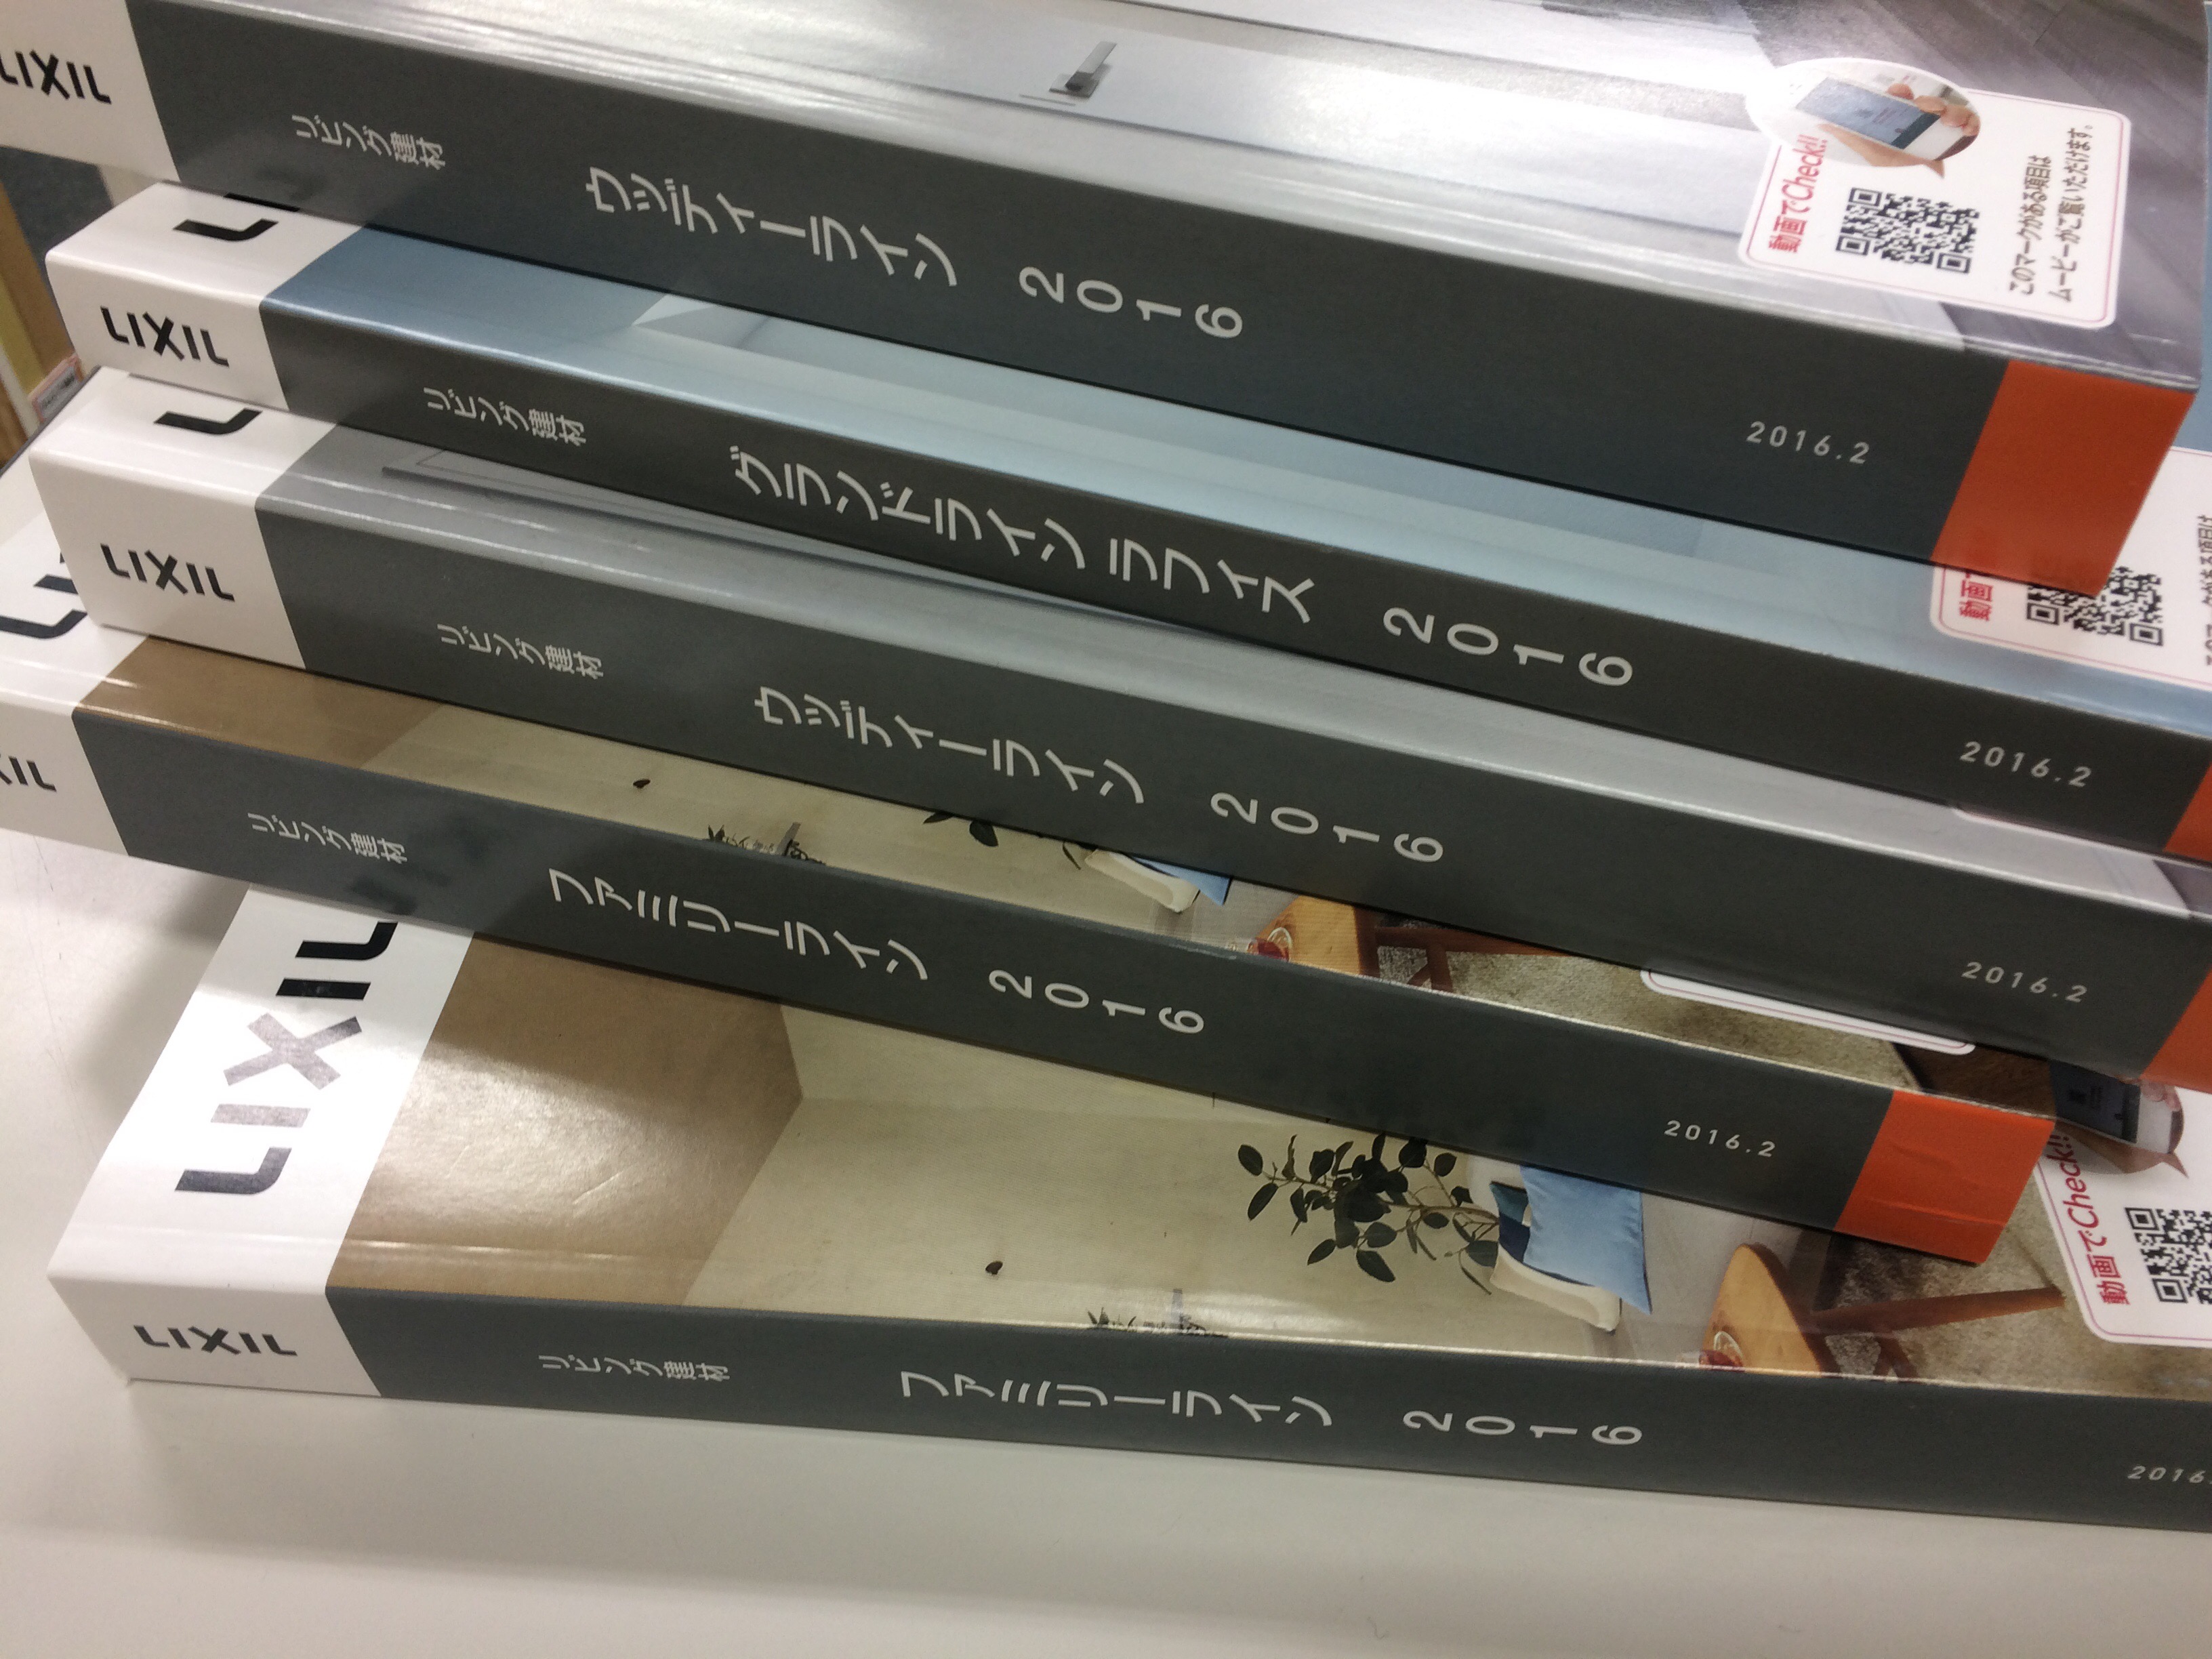 LIXIL
リビング建材
ウッディーライン 2016
2016.2
動画でCheck!!
このマークがある項目は
ムービーがご覧いただけます。
LIXIL
リビング建材
グランドライン ラフィス 2016
2016.2
動画
LIXIL
リビング建材
ウッディーライン 2016
2016.2
XIL
リビング建材
ファミリーライン 2016
2016.2
LIXIL
動画でCheck!!
LIXIL
リビング建材
ファミリーライン 2016
2016.